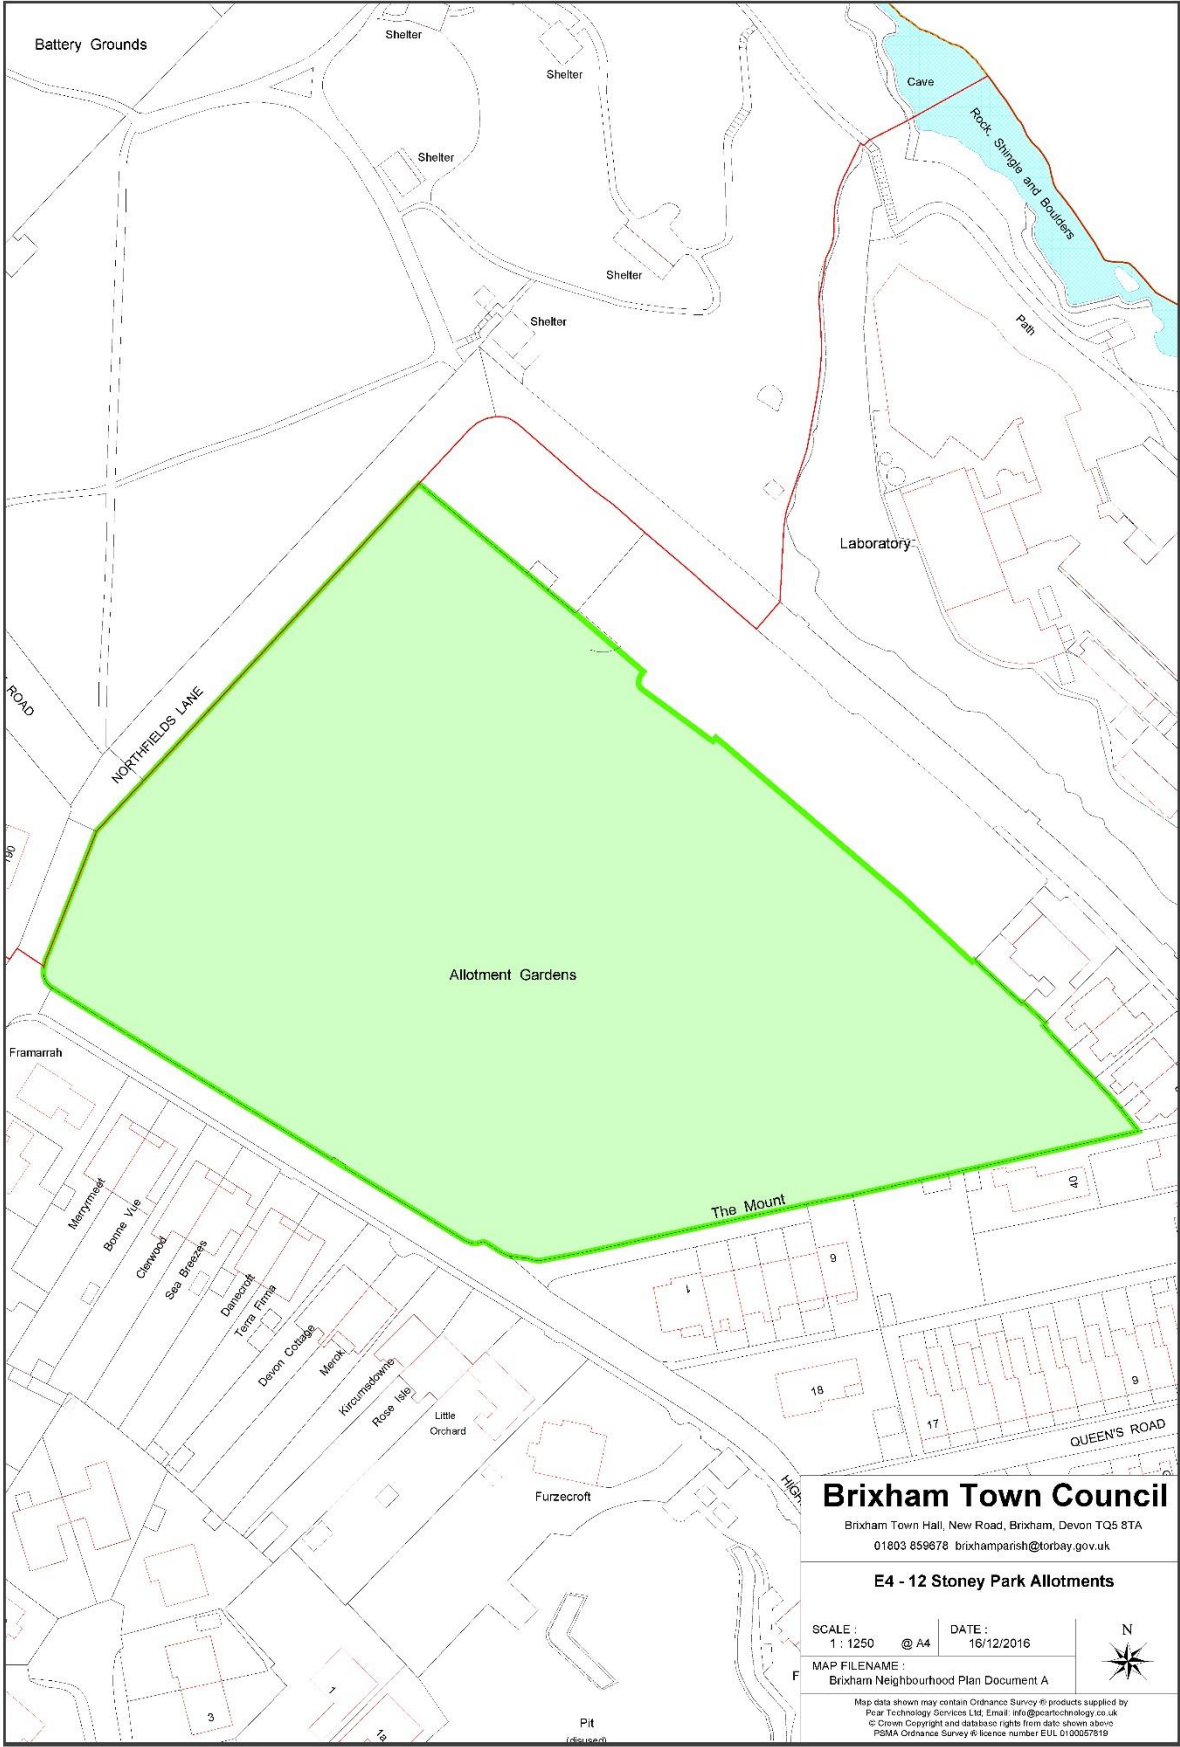 Battery Grounds
Shelter
Shelter
Cave
Rock, Shingle and Boulders
Shelter
Shelter
Shelter
Path
Laboratory
ROAD
NORTHFIELDS LANE
Allotment Gardens
Framarrah
Merrymeet
Bonne Vue
Clerwood
Sea Breezes
Danecroft
Terra Firma
Devon Cottage
Merok
Kircumsdowne
Rose Isle
Little
Orchard
Furzecroft
The Mount
40
1
6
18
17
9
QUEEN'S ROAD
HIGH
Brixham Town Council
Brixham Town Hall, New Road, Brixham, Devon TQ5 8TA
01803 859678 brixhamparish@torbay.gov.uk
E4 - 12 Stoney Park Allotments
SCALE :
1 : 1250 @ A4
DATE :
16/12/2016
N
MAP FILENAME :
Brixham Neighbourhood Plan Document A
Map data shown may contain Ordnance Survey ® products supplied by
Pear Technology Services Ltd; Email: info@peartechnology.co.uk
© Crown Copyright and database rights from date shown above
PSMA Ordnance Survey ® licence number EUL 0100057819
F
3
1
1a
Pit
(disused)